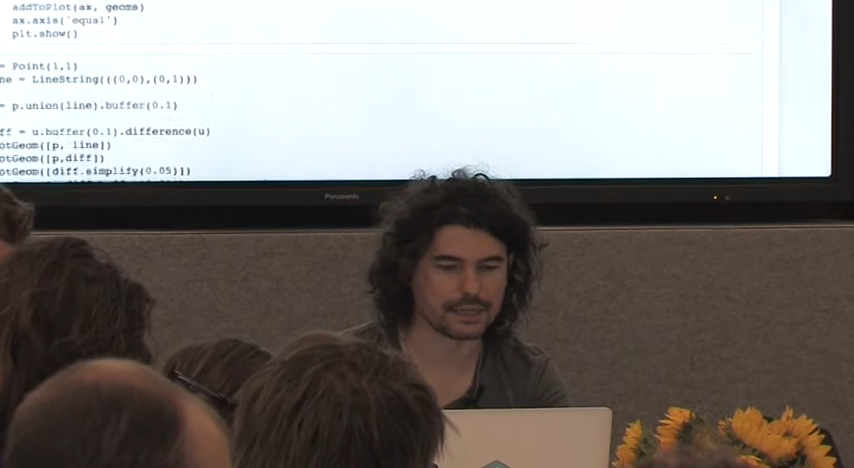 addToPlot(ax, geoms)
ax.axis('equal')
plt.show()
= Point(1,1)
ne = LineString(((0,0),(0,1)))
= p.union(line).buffer(0.1)
ff = u.buffer(0.1).difference(u)
otGeom([p, line])
otGeom([p,diff])
otGeom([diff.simplify(0.05)])
Panasonic